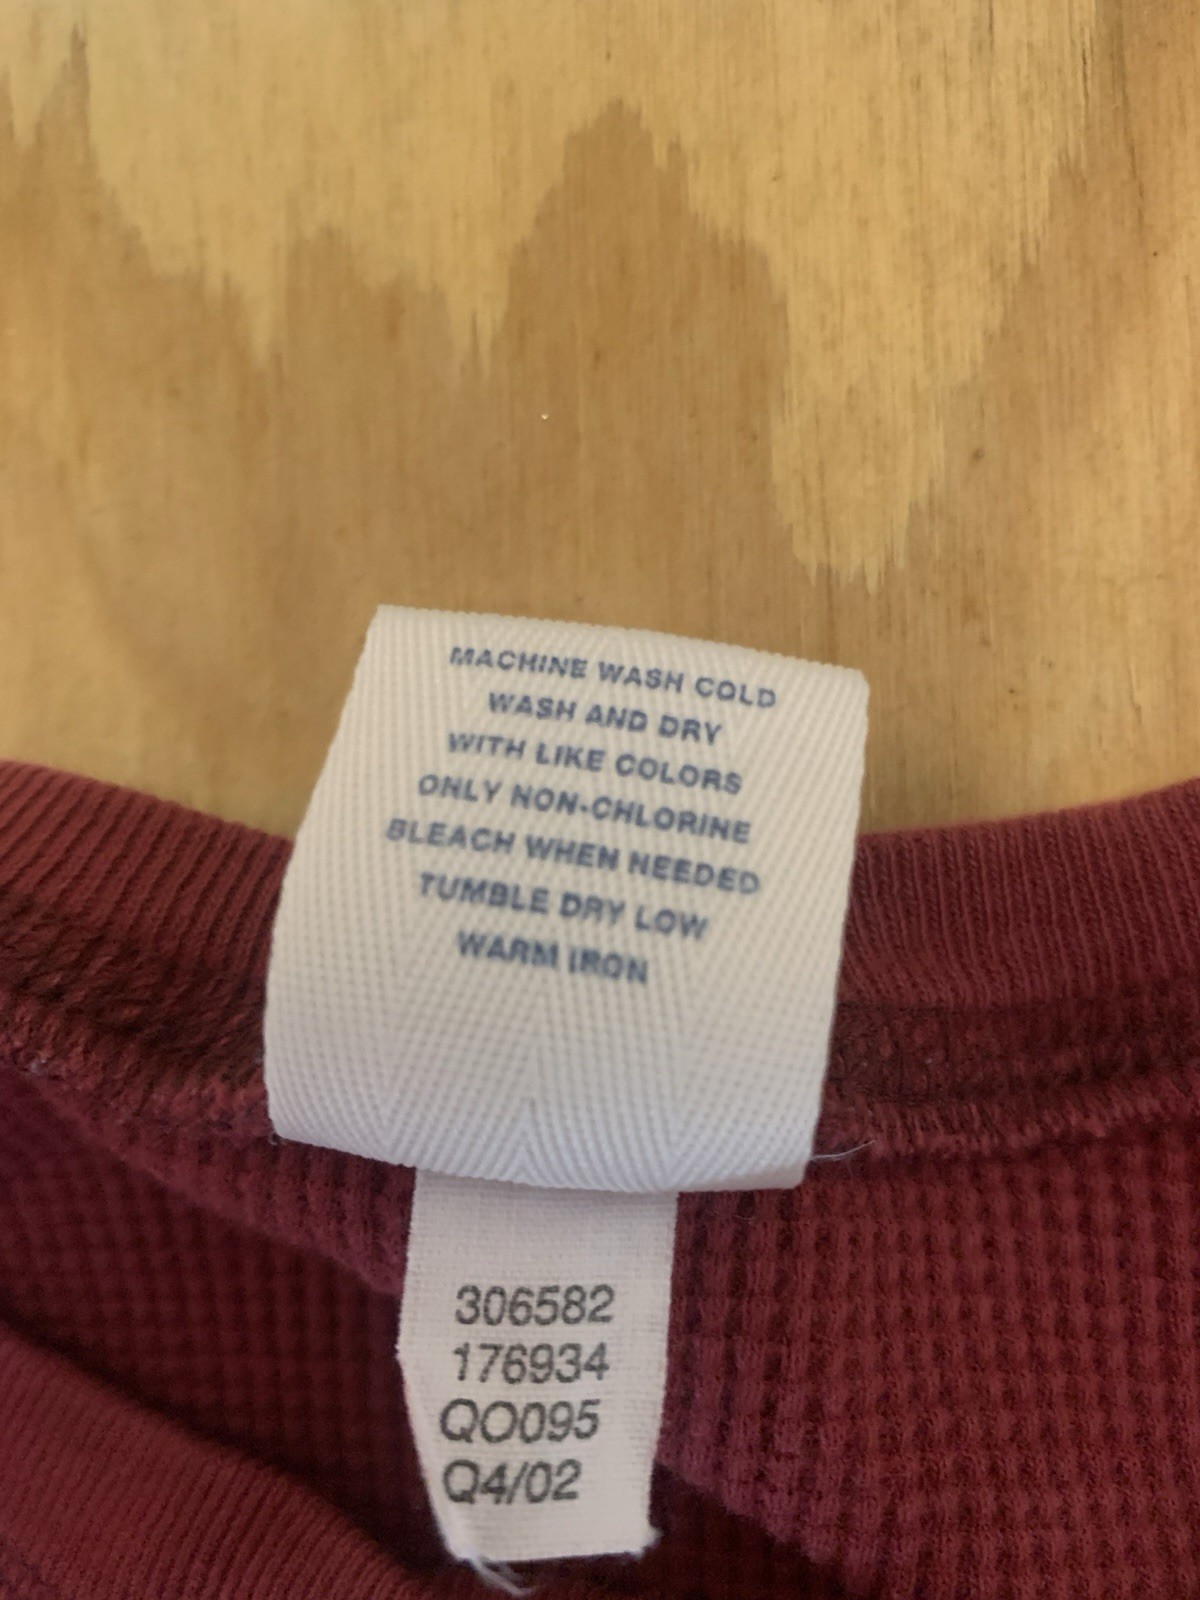 MACHINE WASH COLD
WASH AND DRY
WITH LIKE COLORS
ONLY NON-CHLORINE
BLEACH WHEN NEEDED
TUMBLE DRY LOW
WARM IRON
306582
176934
QO095
Q4/02